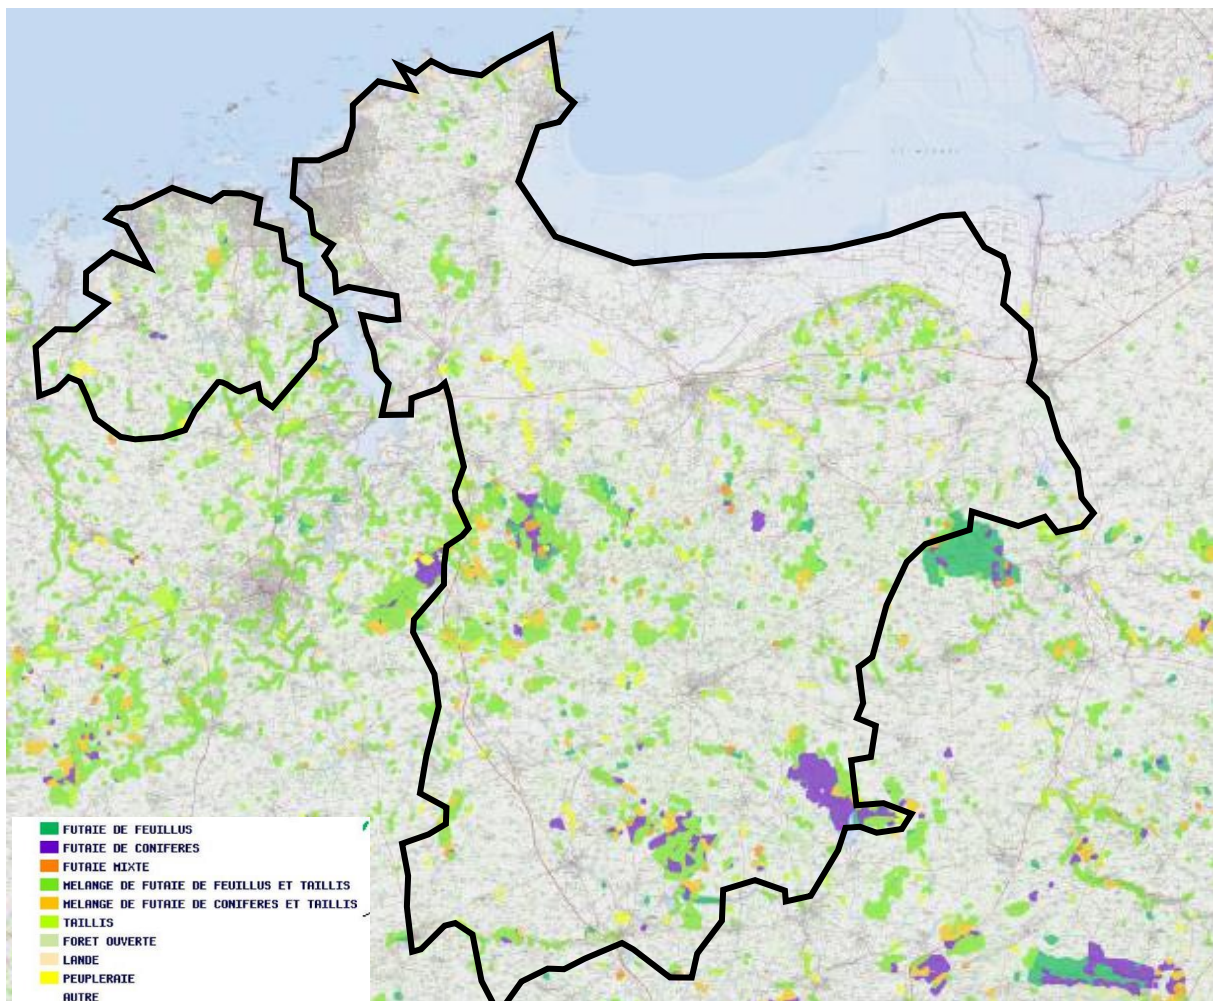 FUTAIE DE FEUILLUS
FUTAIE DE CONIFERES
FUTAIE MIXTE
MELANGE DE FUTAIE DE FEUILLUS ET TAILLIS
MELANGE DE FUTAIE DE CONIFERES ET TAILLIS
TAILLIS
FORET OUVERTE
LANDE
PEUPLERAIE
AUTRE